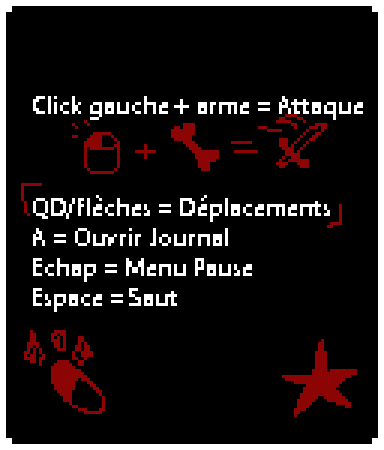 Click gauche + arme = Attaque
QD/flèches = Déplacements
A = Ouvrir Journal
Echap = Menu Pause
Espace = Saut